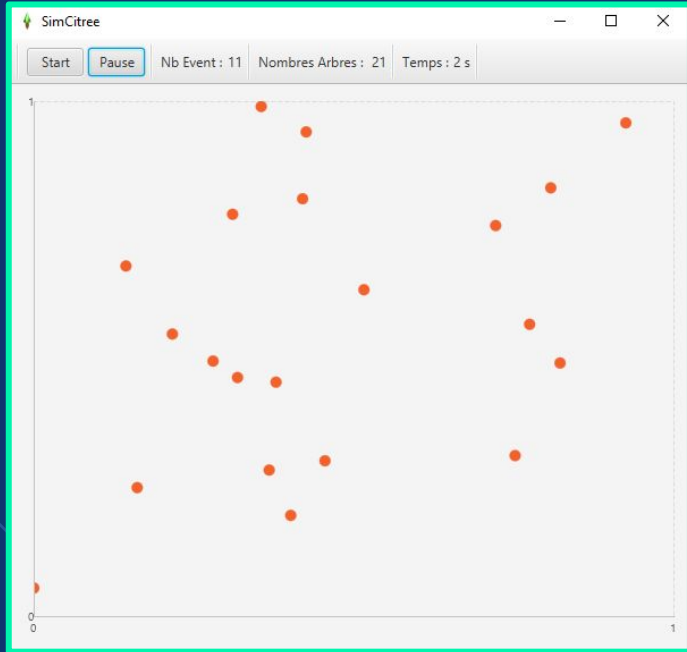 SimCitree
Start Pause Nb Event : 11 Nombres Arbres : 21 Temps : 2 s
1
0
0 1